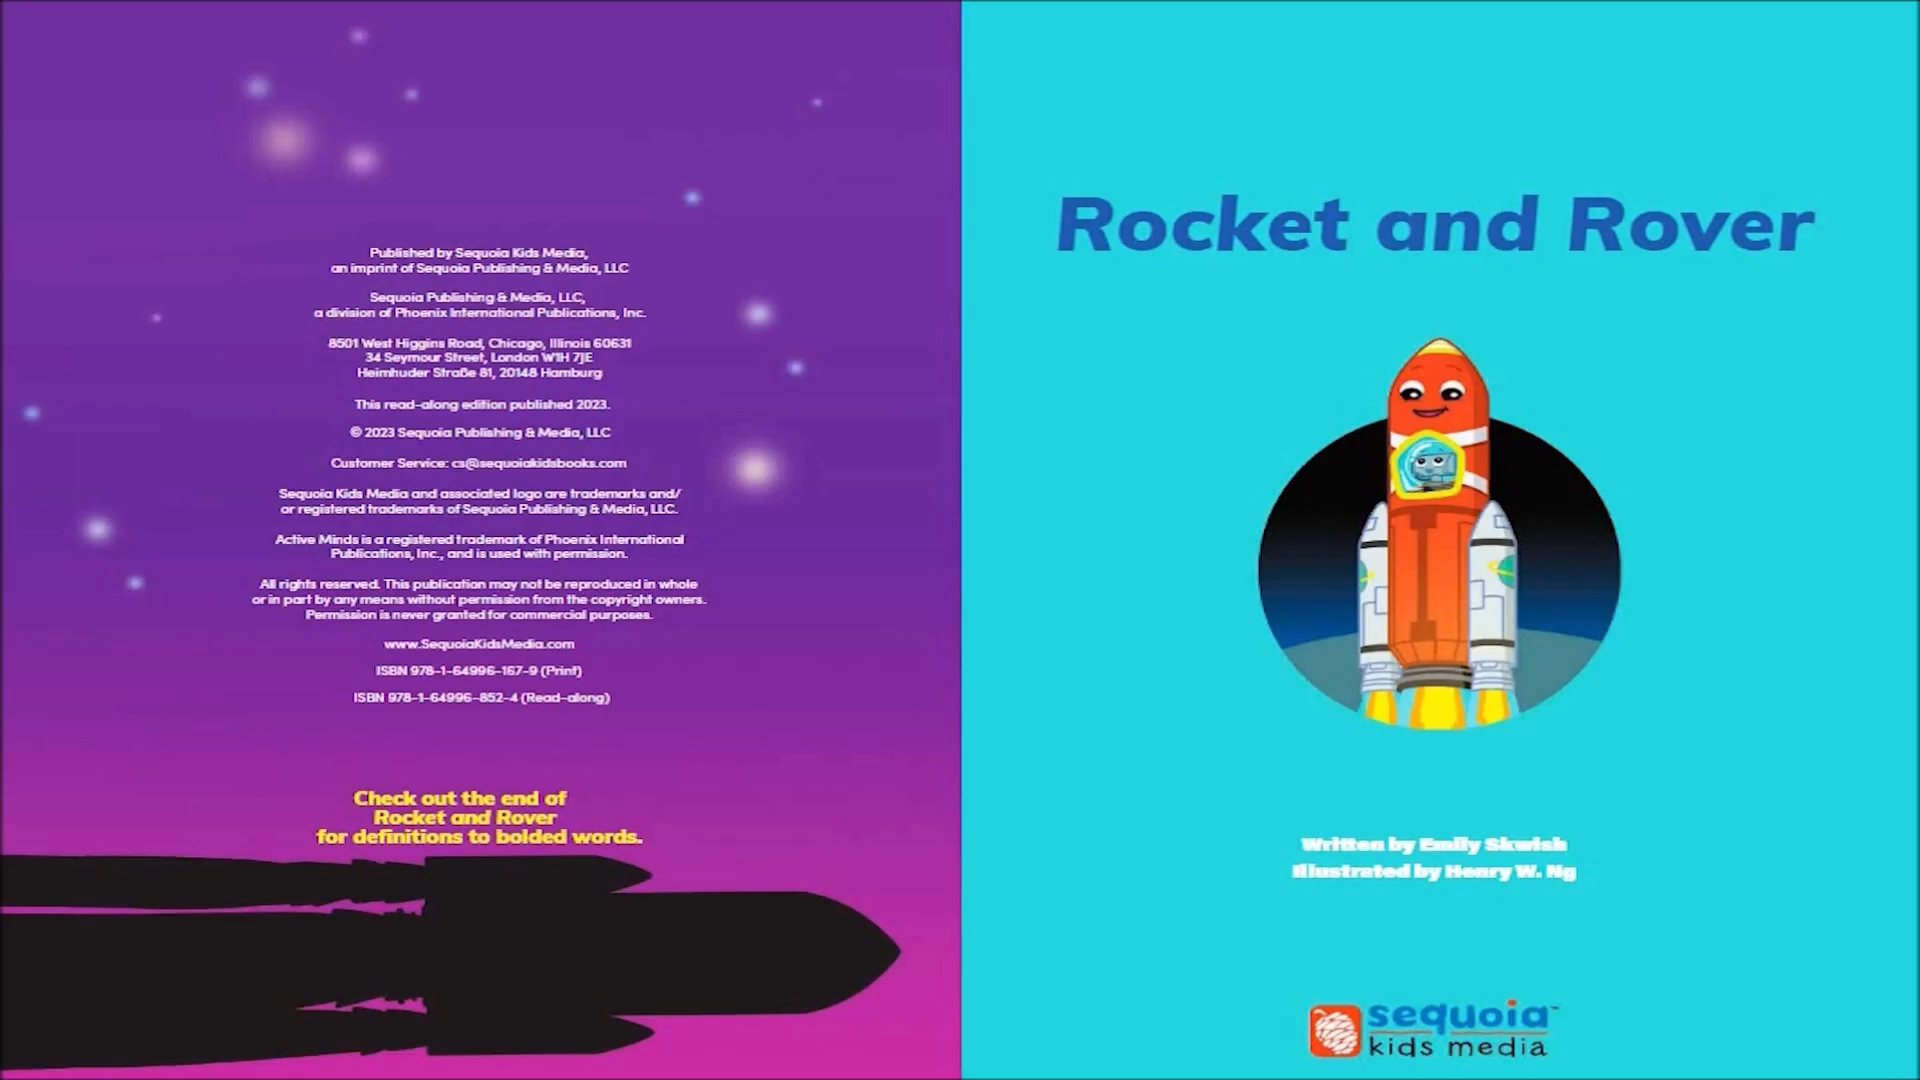 Published by Sequoia Kids Media,
an imprint of Sequoia Publishing & Media, LLC
Sequoia Publishing & Media, LLC,
a division of Phoenix International Publications, Inc.
8501 West Higgins Road, Chicago, Illinois 60631
34 Seymour Street, London W1H 7JE
Heimhuder Straße 81, 20148 Hamburg
This read-along edition published 2023.
© 2023 Sequoia Publishing & Media, LLC
Customer Service: cs@sequoiakidsbooks.com
Sequoia Kids Media and associated logo are trademarks and/
or registered trademarks of Sequoia Publishing & Media, LLC.
Active Minds is a registered trademark of Phoenix International
Publications, Inc., and is used with permission.
All rights reserved. This publication may not be reproduced in whole
or in part by any means without permission from the copyright owners.
Permission is never granted for commercial purposes.
www.SequoiaKidsMedia.com
ISBN 978-1-64996-167-9 (Print)
ISBN 978-1-64996-852-4 (Read-along)
Check out the end of
Rocket and Rover
for definitions to bolded words.
Rocket and Rover
Written by Emily Skwish
Illustrated by Henry W. Ng
sequoia™
kids media